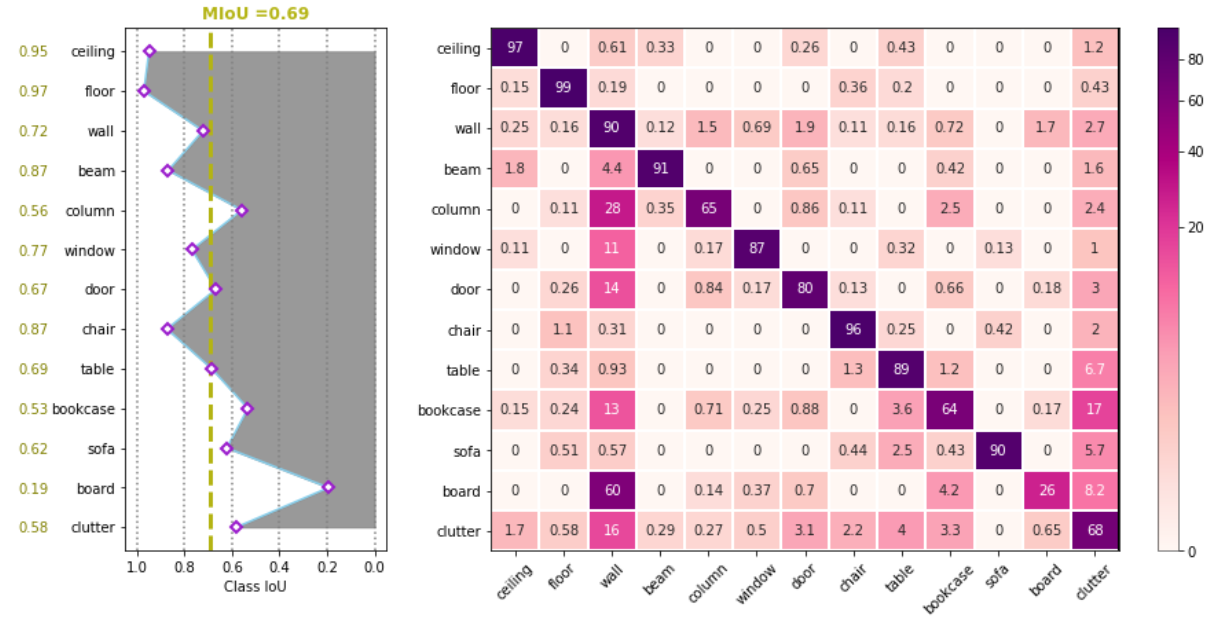 MIoU =0.69
0.95 ceiling 97 0 0.61 0.33 0 0 0.26 0 0.43 0 0 0 1.2
0.97 floor 0.15 99 0.19 0 0 0 0 0.36 0.2 0 0 0 0.43
0.72 wall 0.25 0.16 90 0.12 1.5 0.69 1.9 0.11 0.16 0.72 0 1.7 2.7
0.87 beam 1.8 0 4.4 91 0 0 0.65 0 0 0.42 0 0 1.6
0.56 column 0 0.11 28 0.35 65 0 0.86 0.11 0 2.5 0 0 2.4
0.77 window 0.11 0 11 0 0.17 87 0 0 0.32 0 0.13 0 1
0.67 door 0 0.26 14 0 0.84 0.17 80 0.13 0 0.66 0 0.18 3
0.87 chair 0 1.1 0.31 0 0 0 0 96 0.25 0 0.42 0 2
0.69 table 0 0.34 0.93 0 0 0 0 1.3 89 1.2 0 0 6.7
0.53 bookcase 0.15 0.24 13 0 0.71 0.25 0.88 0 3.6 64 0 0.17 17
0.62 sofa 0 0.51 0.57 0 0 0 0 0.44 2.5 0.43 90 0 5.7
0.19 board 0 0 60 0 0.14 0.37 0.7 0 0 4.2 0 26 8.2
0.58 clutter 1.7 0.58 16 0.29 0.27 0.5 3.1 2.2 4 3.3 0 0.65 68
1.0 0.8 0.6 0.4 0.2 0.0
Class IoU
ceiling floor wall beam column window door chair table bookcase sofa board clutter
80
60
40
20
0